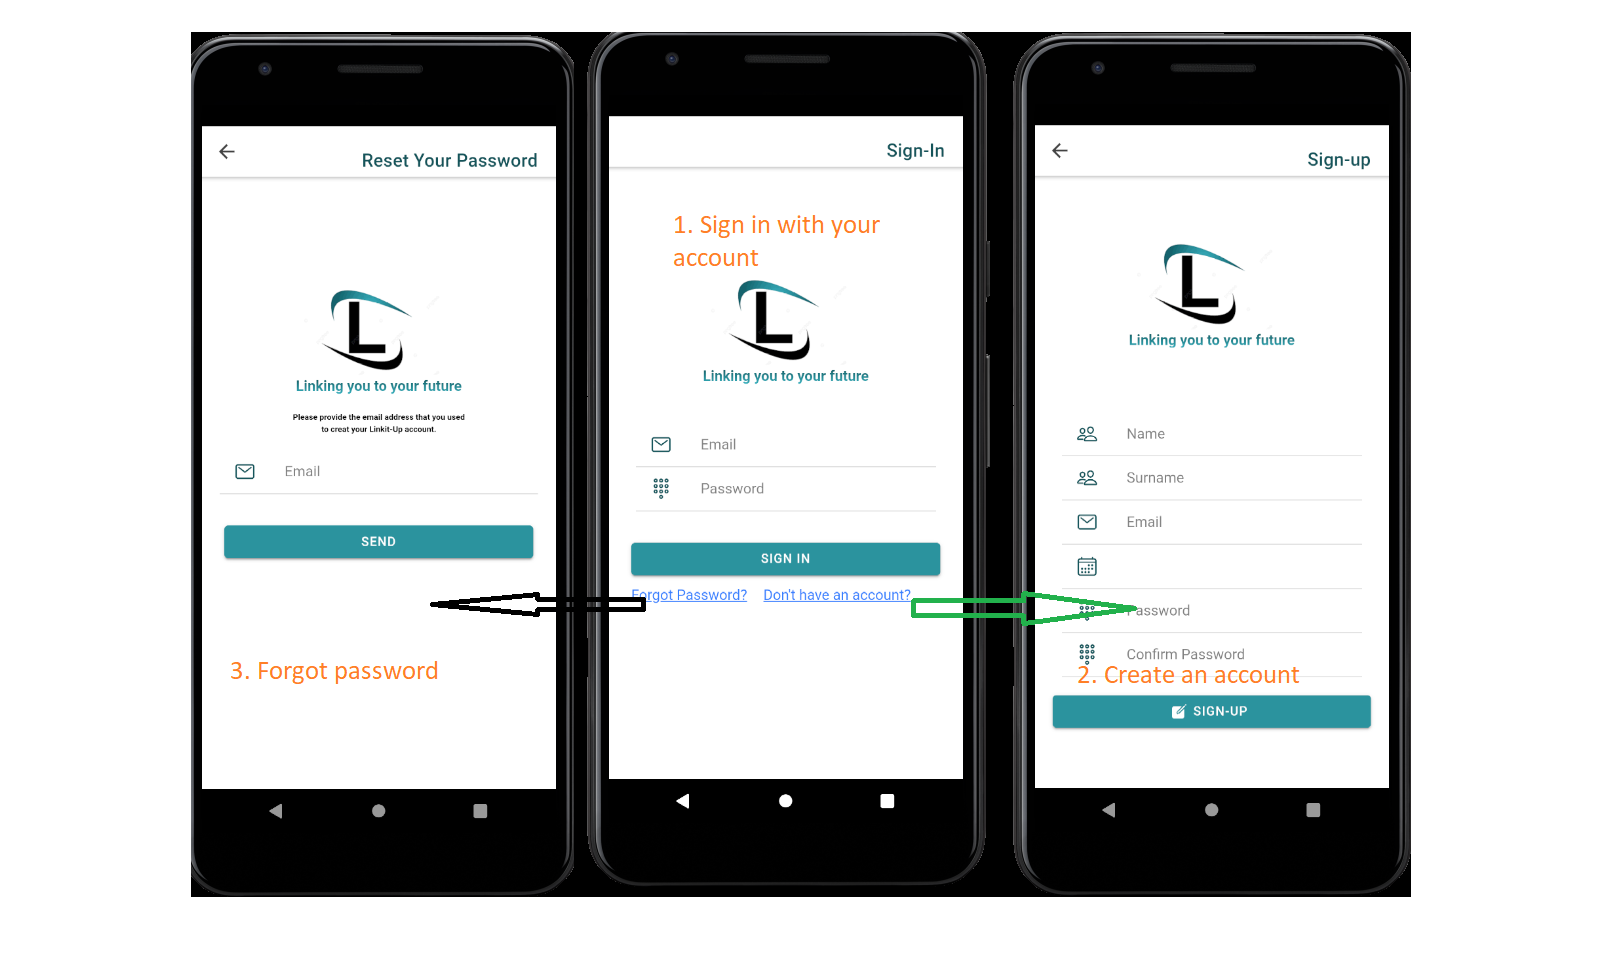 Reset Your Password
L
Linking you to your future
Please provide the email address that you used
to creat your Linkit-Up account.
Email
SEND
3. Forgot password
Sign-In
1. Sign in with your
account
L
Linking you to your future
Email
Password
SIGN IN
Forgot Password? Don't have an account?
Sign-up
L
Linking you to your future
Name
Surname
Email
Password
Confirm Password
2. Create an account
SIGN-UP